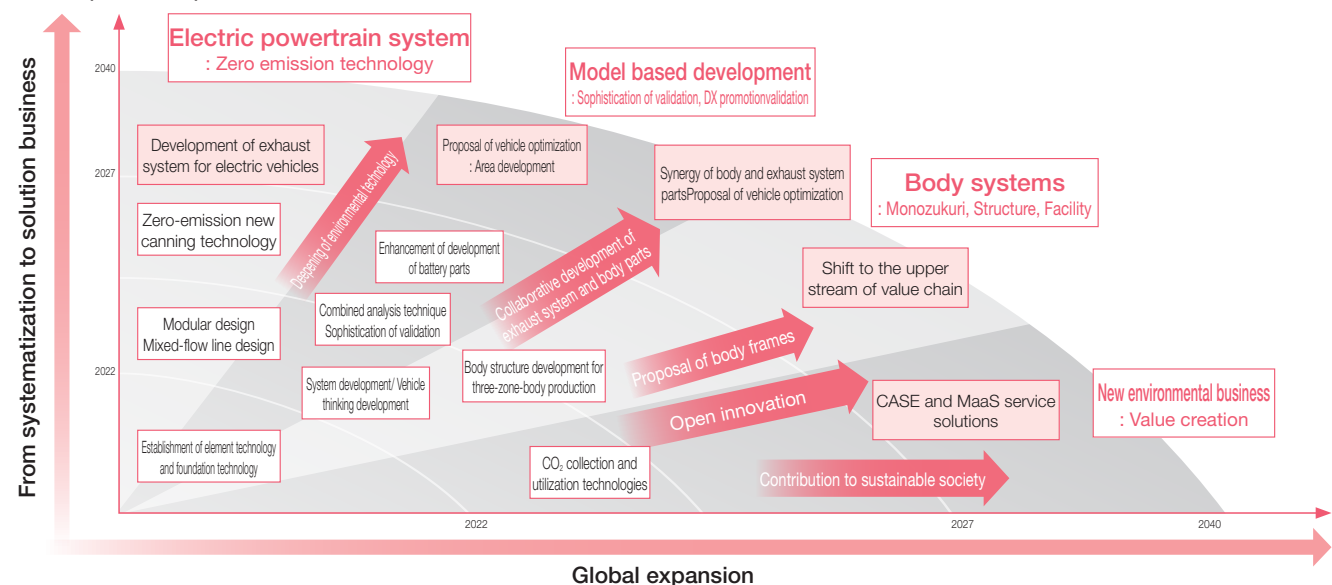 Electric powertrain system
: Zero emission technology
Model based development
: Sophistication of validation, DX promotionvalidation
Body systems
: Monozukuri, Structure, Facility
New environmental business
: Value creation
From systematization to solution business
2040
2027
2022
Development of exhaust
system for electric vehicles
Zero-emission new
canning technology
Modular design
Mixed-flow line design
Establishment of element technology
and foundation technology
Deepening of environmental technology
Proposal of vehicle optimization
: Area development
Enhancement of development
of battery parts
Combined analysis technique
Sophistication of validation
System development/ Vehicle
thinking development
Collaborative development of
exhaust system and body parts
Synergy of body and exhaust system
partsProposal of vehicle optimization
Body structure development for
three-zone-body production
Proposal of body frames
Shift to the upper
stream of value chain
Open innovation
CASE and MaaS service
solutions
CO₂ collection and
utilization technologies
Contribution to sustainable society
2022
2027
2040
Global expansion